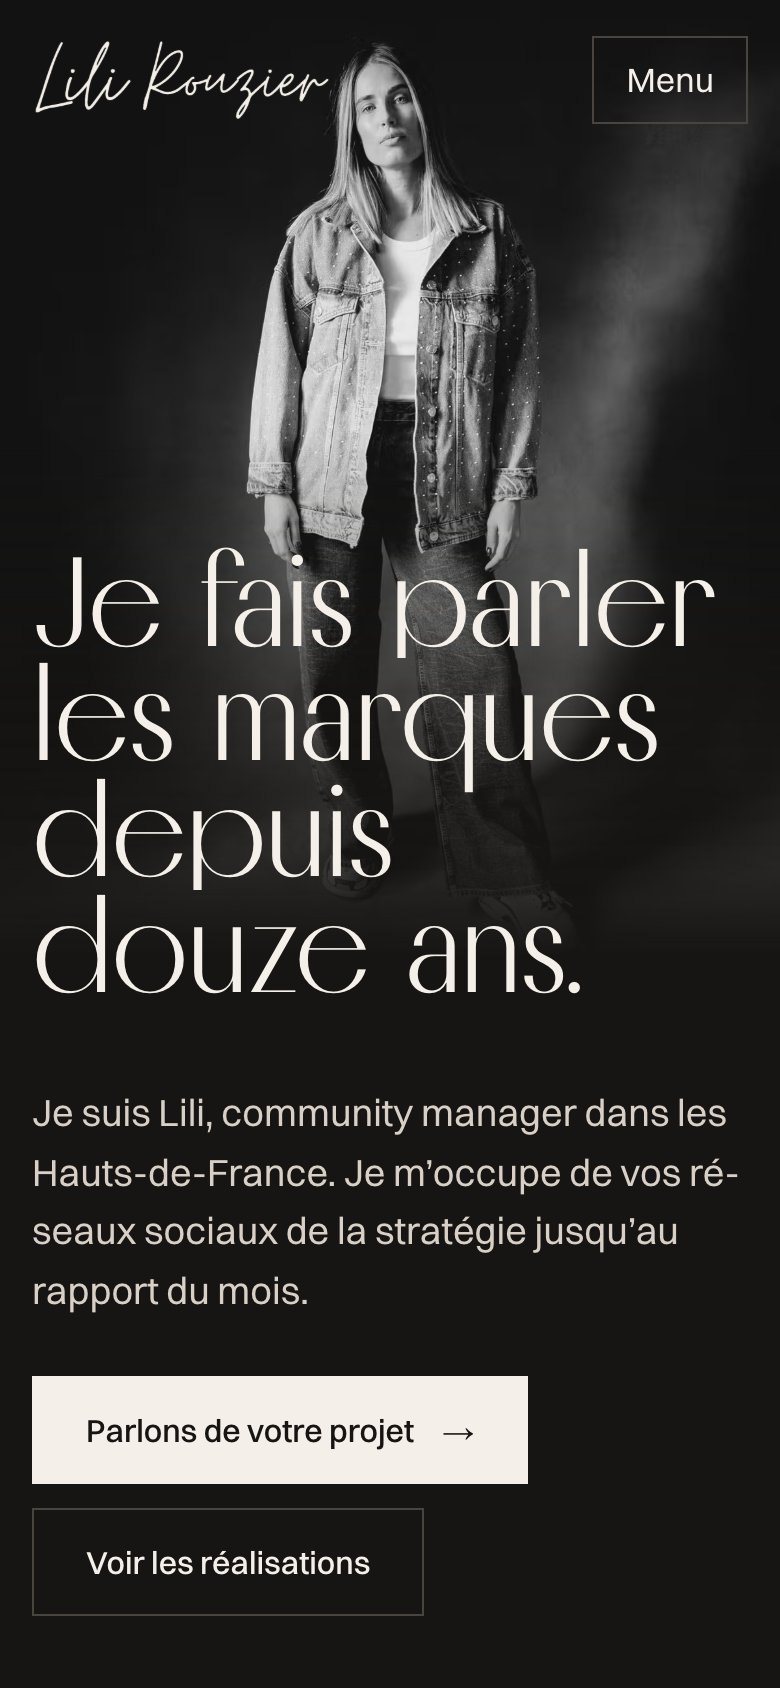 Lili Rouzier
Menu
Je fais parler
les marques
depuis
douze ans.
Je suis Lili, community manager dans les
Hauts-de-France. Je m’occupe de vos ré-
seaux sociaux de la stratégie jusqu’au
rapport du mois.
Parlons de votre projet →
Voir les réalisations